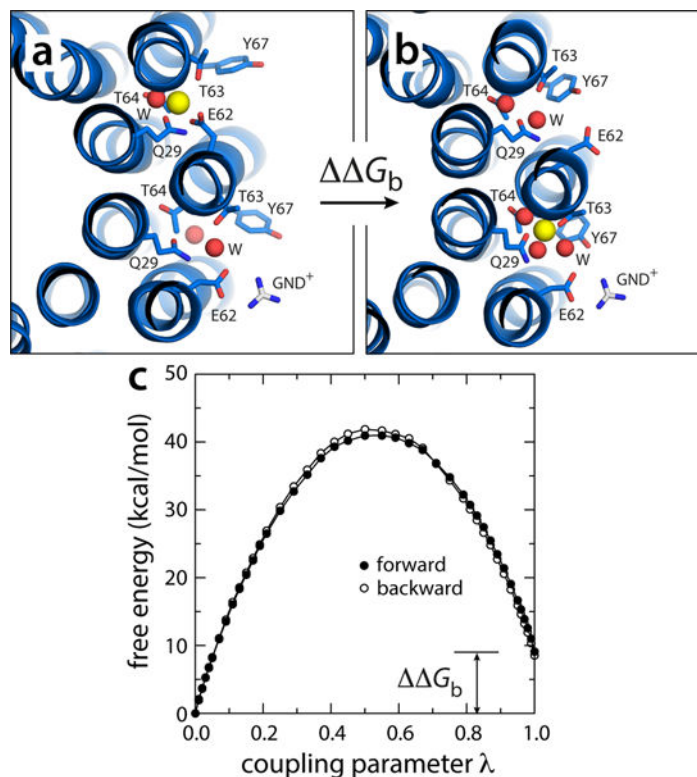 a
Y67
T64
T63
W
E62
Q29
T64
T63
Y67
Q29
W
GND+
E62
ΔΔGb
b
Y67
T64
T63
W
E62
Q29
T64
T63
Y67
Q29
W
GND+
E62
c
free energy (kcal/mol)
50
40
30
20
10
0
forward
backward
ΔΔGb
0.0 0.2 0.4 0.6 0.8 1.0
coupling parameter λ